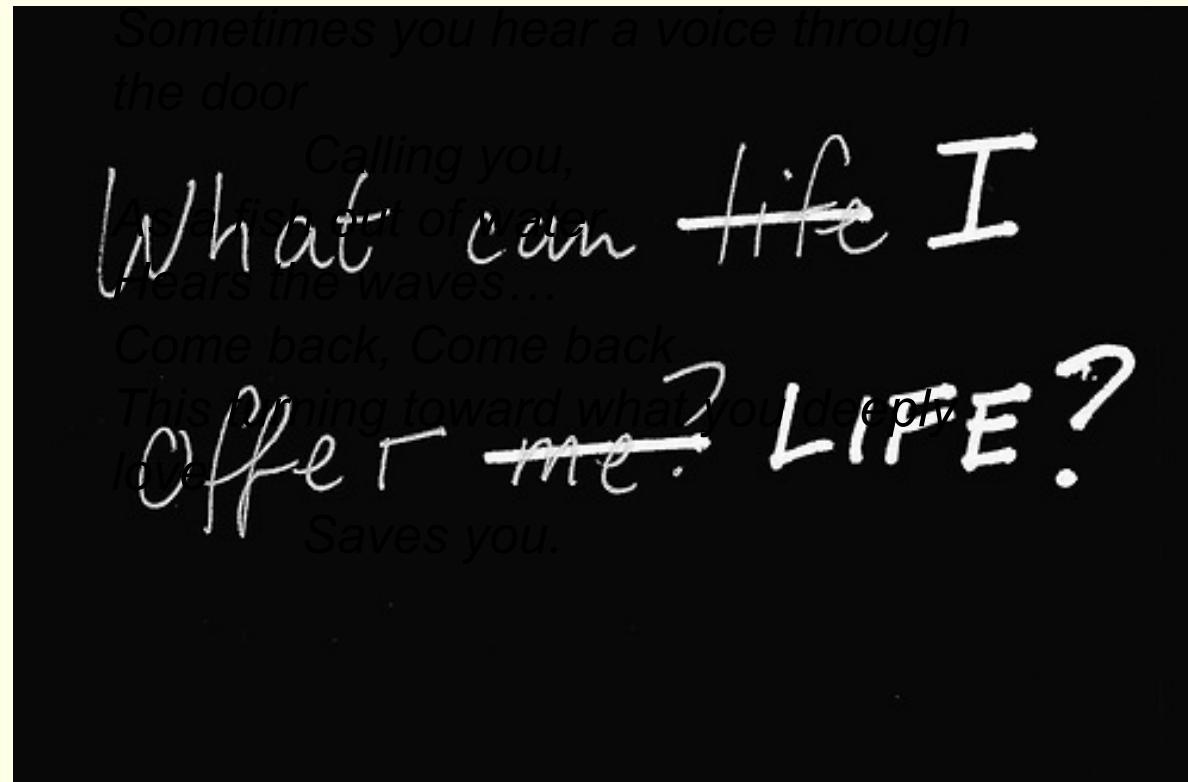 Sometimes you hear a voice through
the door
Calling you,
As a fish out of water
Hears the waves…
Come back, Come back
This turning toward what you deeply
love
Saves you.
What can life I
offer me? LIFE?